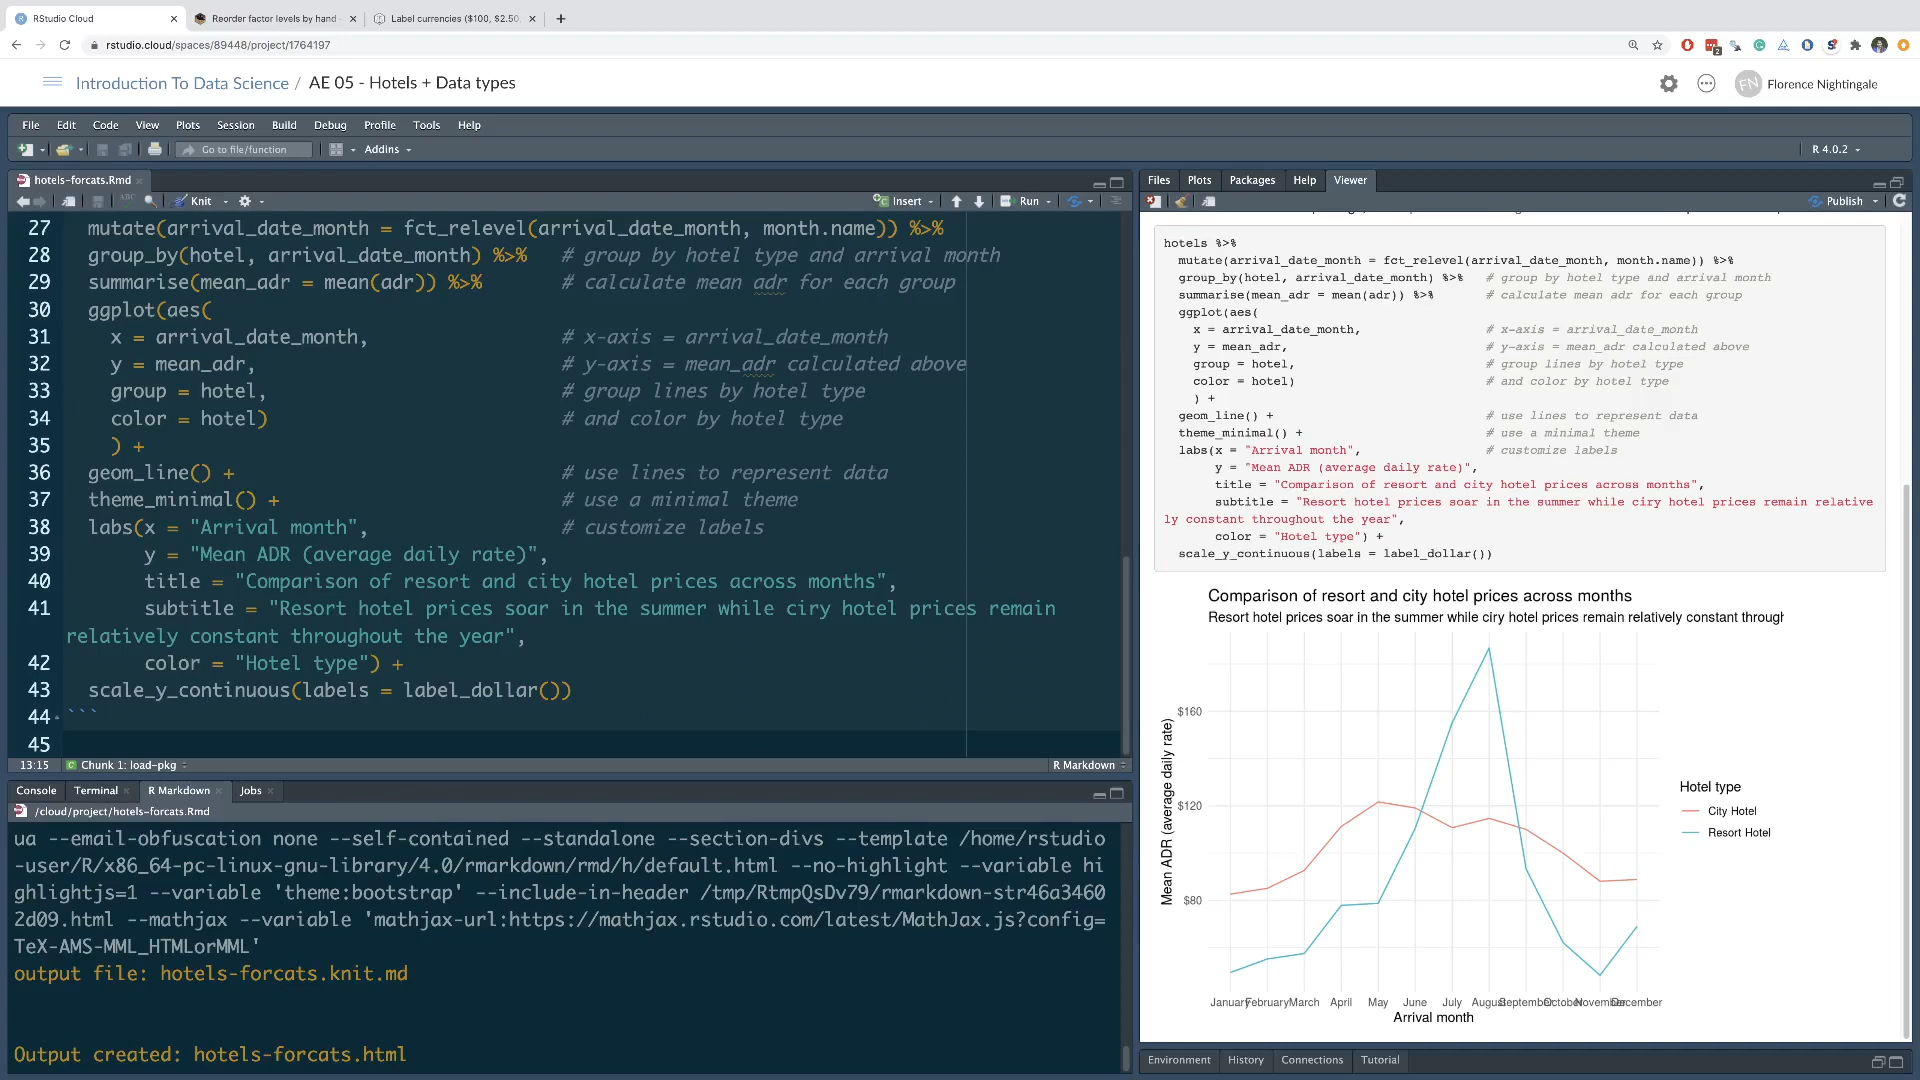 RStudio Cloud
Reorder factor levels by hand
Label currencies ($100, $2.50,
rstudio.cloud/spaces/89448/project/1764197
Introduction To Data Science / AE 05 - Hotels + Data types
FN Florence Nightingale
File Edit Code View Plots Session Build Debug Profile Tools Help
Go to file/function Addins R 4.0.2
hotels-forcats.Rmd
ABC Knit Insert Run
27 mutate(arrival_date_month = fct_relevel(arrival_date_month, month.name)) %>%
28 group_by(hotel, arrival_date_month) %>% # group by hotel type and arrival month
29 summarise(mean_adr = mean(adr)) %>% # calculate mean adr for each group
30 ggplot(aes(
31 x = arrival_date_month, # x-axis = arrival_date_month
32 y = mean_adr, # y-axis = mean_adr calculated above
33 group = hotel, # group lines by hotel type
34 color = hotel) # and color by hotel type
35 ) +
36 geom_line() + # use lines to represent data
37 theme_minimal() + # use a minimal theme
38 labs(x = "Arrival month", # customize labels
39 y = "Mean ADR (average daily rate)",
40 title = "Comparison of resort and city hotel prices across months",
41 subtitle = "Resort hotel prices soar in the summer while ciry hotel prices remain
relatively constant throughout the year",
42 color = "Hotel type") +
43 scale_y_continuous(labels = label_dollar())
44 ```
45
13:15 Chunk 1: load-pkg R Markdown
Console Terminal R Markdown Jobs
/cloud/project/hotels-forcats.Rmd
ua --email-obfuscation none --self-contained --standalone --section-divs --template /home/rstudio
-user/R/x86_64-pc-linux-gnu-library/4.0/rmarkdown/rmd/h/default.html --no-highlight --variable hi
ghlightjs=1 --variable 'theme:bootstrap' --include-in-header /tmp/RtmpQsDv79/rmarkdown-str46a3460
2d09.html --mathjax --variable 'mathjax-url:https://mathjax.rstudio.com/latest/MathJax.js?config=
TeX-AMS-MML_HTMLorMML'
output file: hotels-forcats.knit.md
Output created: hotels-forcats.html
Files Plots Packages Help Viewer
Publish
hotels %>%
mutate(arrival_date_month = fct_relevel(arrival_date_month, month.name)) %>%
group_by(hotel, arrival_date_month) %>% # group by hotel type and arrival month
summarise(mean_adr = mean(adr)) %>% # calculate mean adr for each group
ggplot(aes(
x = arrival_date_month, # x-axis = arrival_date_month
y = mean_adr, # y-axis = mean_adr calculated above
group = hotel, # group lines by hotel type
color = hotel) # and color by hotel type
) +
geom_line() + # use lines to represent data
theme_minimal() + # use a minimal theme
labs(x = "Arrival month", # customize labels
y = "Mean ADR (average daily rate)",
title = "Comparison of resort and city hotel prices across months",
subtitle = "Resort hotel prices soar in the summer while ciry hotel prices remain relative
ly constant throughout the year",
color = "Hotel type") +
scale_y_continuous(labels = label_dollar())
Comparison of resort and city hotel prices across months
Resort hotel prices soar in the summer while ciry hotel prices remain relatively constant through
Mean ADR (average daily rate)
$160
$120
$80
Hotel type
City Hotel
Resort Hotel
January February March April May June July August September October November December
Arrival month
Environment History Connections Tutorial